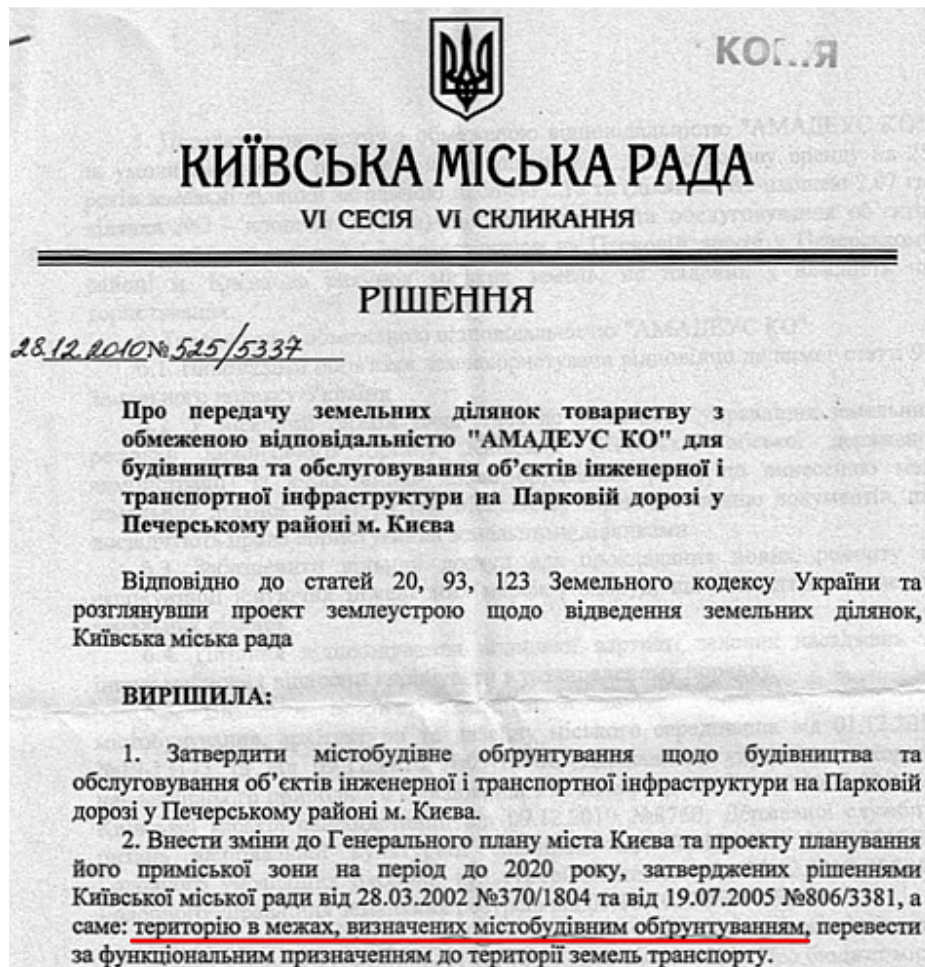 КОПІЯ
КИЇВСЬКА МІСЬКА РАДА
VI СЕСІЯ VI СКЛИКАННЯ
РІШЕННЯ
28.12.2010 № 525/5337
Про передачу земельних ділянок товариству з
обмеженою відповідальністю "АМАДЕУС КО" для
будівництва та обслуговування об’єктів інженерної і
транспортної інфраструктури на Парковій дорозі у
Печерському районі м. Києва
Відповідно до статей 20, 93, 123 Земельного кодексу України та
розглянувши проект землеустрою щодо відведення земельних ділянок,
Київська міська рада
ВИРІШИЛА:
1. Затвердити містобудівне обґрунтування щодо будівництва та
обслуговування об’єктів інженерної і транспортної інфраструктури на Парковій
дорозі у Печерському районі м. Києва.
2. Внести зміни до Генерального плану міста Києва та проекту планування
його приміської зони на період до 2020 року, затверджених рішеннями
Київської міської ради від 28.03.2002 №370/1804 та від 19.07.2005 №806/3381, а
саме: територію в межах, визначених містобудівним обґрунтуванням, перевести
за функціональним призначенням до території земель транспорту.